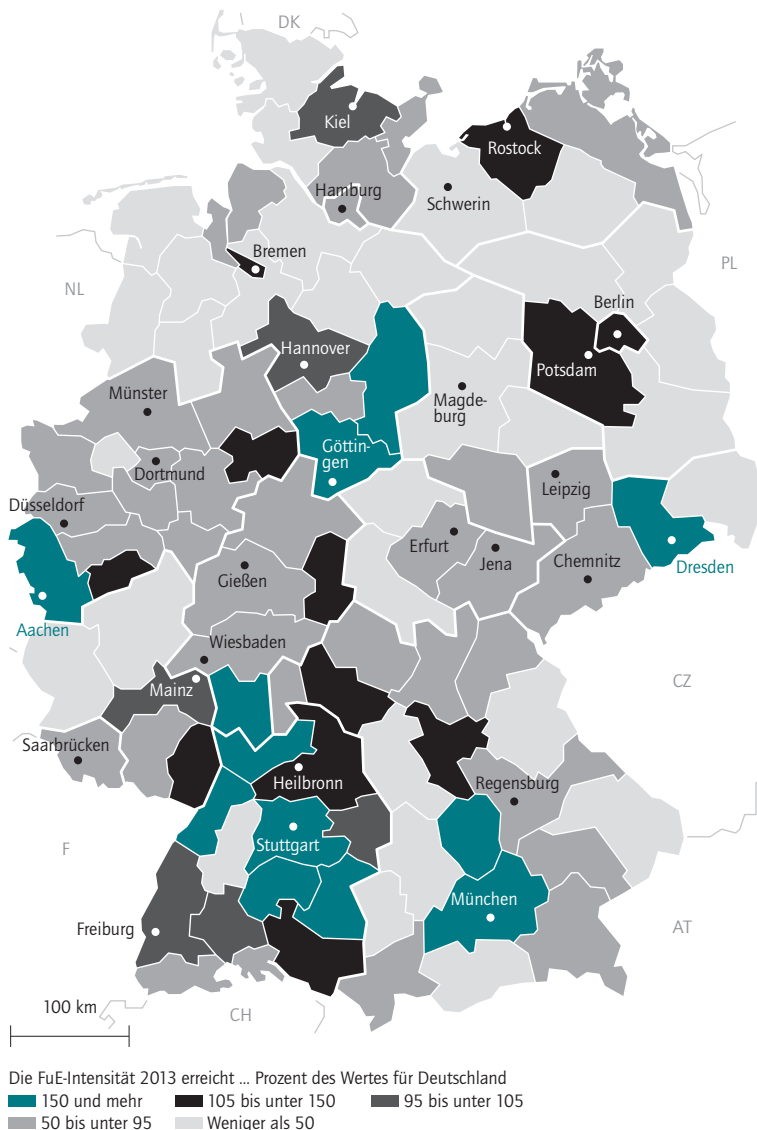 DK
Kiel
Rostock
Hamburg
Schwerin
Bremen
PL
NL
Berlin
Hannover
Potsdam
Münster
Magde-
burg
Göttin-
gen
Dortmund
Leipzig
Düsseldorf
Erfurt
Jena
Chemnitz
Dresden
Gießen
Aachen
Wiesbaden
Mainz
CZ
Saarbrücken
Heilbronn
Regensburg
F
Stuttgart
München
Freiburg
AT
100 km
CH
Die FuE-Intensität 2013 erreicht ... Prozent des Wertes für Deutschland
150 und mehr 105 bis unter 150 95 bis unter 105
50 bis unter 95 Weniger als 50